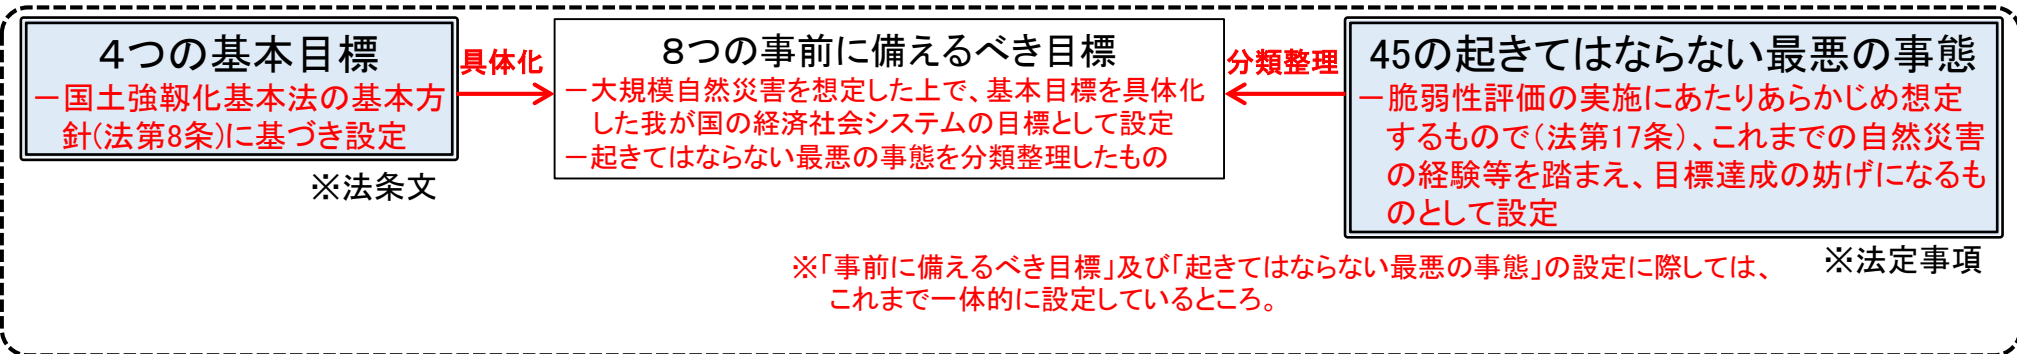 ４つの基本目標
－国土強靱化基本法の基本方
針(法第8条)に基づき設定
※法条文
具体化
８つの事前に備えるべき目標
－大規模自然災害を想定した上で、基本目標を具体化
した我が国の経済社会システムの目標として設定
－起きてはならない最悪の事態を分類整理したもの
分類整理
45の起きてはならない最悪の事態
－脆弱性評価の実施にあたりあらかじめ想定
するもので(法第17条)、これまでの自然災害
の経験等を踏まえ、目標達成の妨げになるも
のとして設定
※法定事項
※「事前に備えるべき目標」及び「起きてはならない最悪の事態」の設定に際しては、
これまで一体的に設定しているところ。